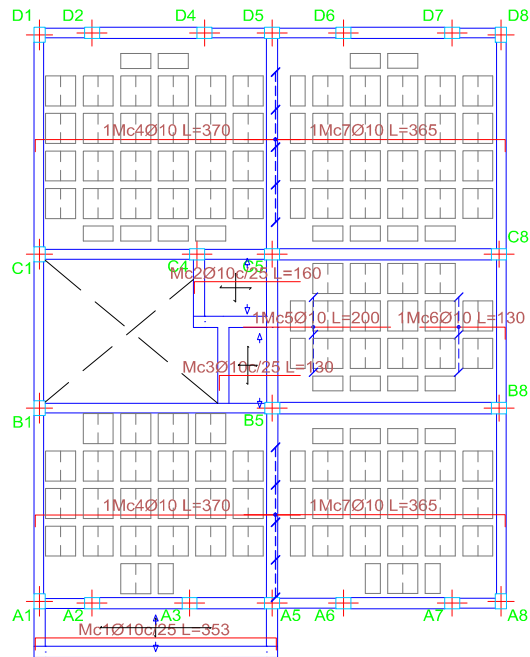 D1 D2 D4 D5 D6 D7 D8
1Mc4Ø10 L=370 1Mc7Ø10 L=365
C8
C1 C4 C5
Mc2Ø10c/25 L=160
1Mc5Ø10 L=200 1Mc6Ø10 L=130
Mc3Ø10c/25 L=130
B1 B5 B8
1Mc4Ø10 L=370 1Mc7Ø10 L=365
A1 A2 A3 A5 A6 A7 A8
Mc1Ø10c/25 L=353